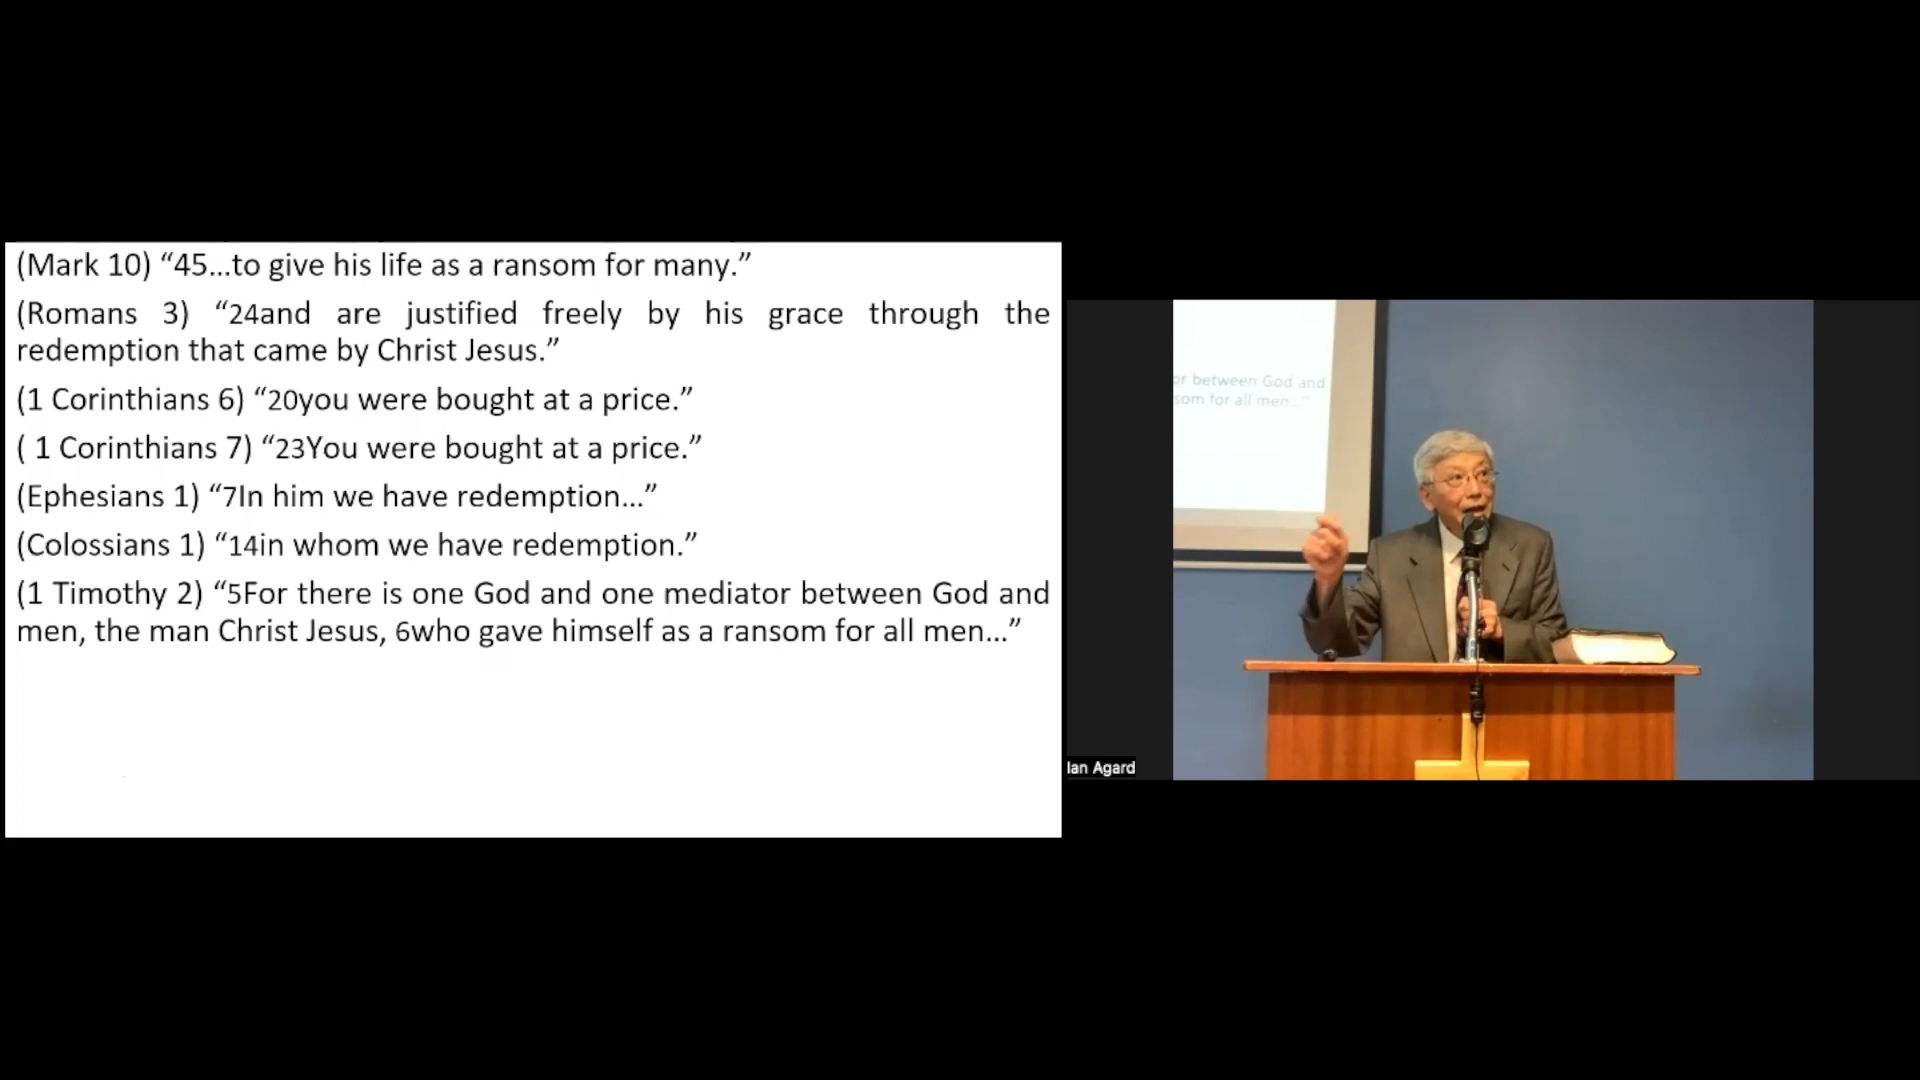 (Mark 10) “45...to give his life as a ransom for many.”
(Romans 3) “24and are justified freely by his grace through the
redemption that came by Christ Jesus.”
(1 Corinthians 6) “20you were bought at a price.”
( 1 Corinthians 7) “23You were bought at a price.”
(Ephesians 1) “7In him we have redemption...”
(Colossians 1) “14in whom we have redemption.”
(1 Timothy 2) “5For there is one God and one mediator between God and
men, the man Christ Jesus, 6who gave himself as a ransom for all men...”
or between God and
som for all men...”
Ian Agard